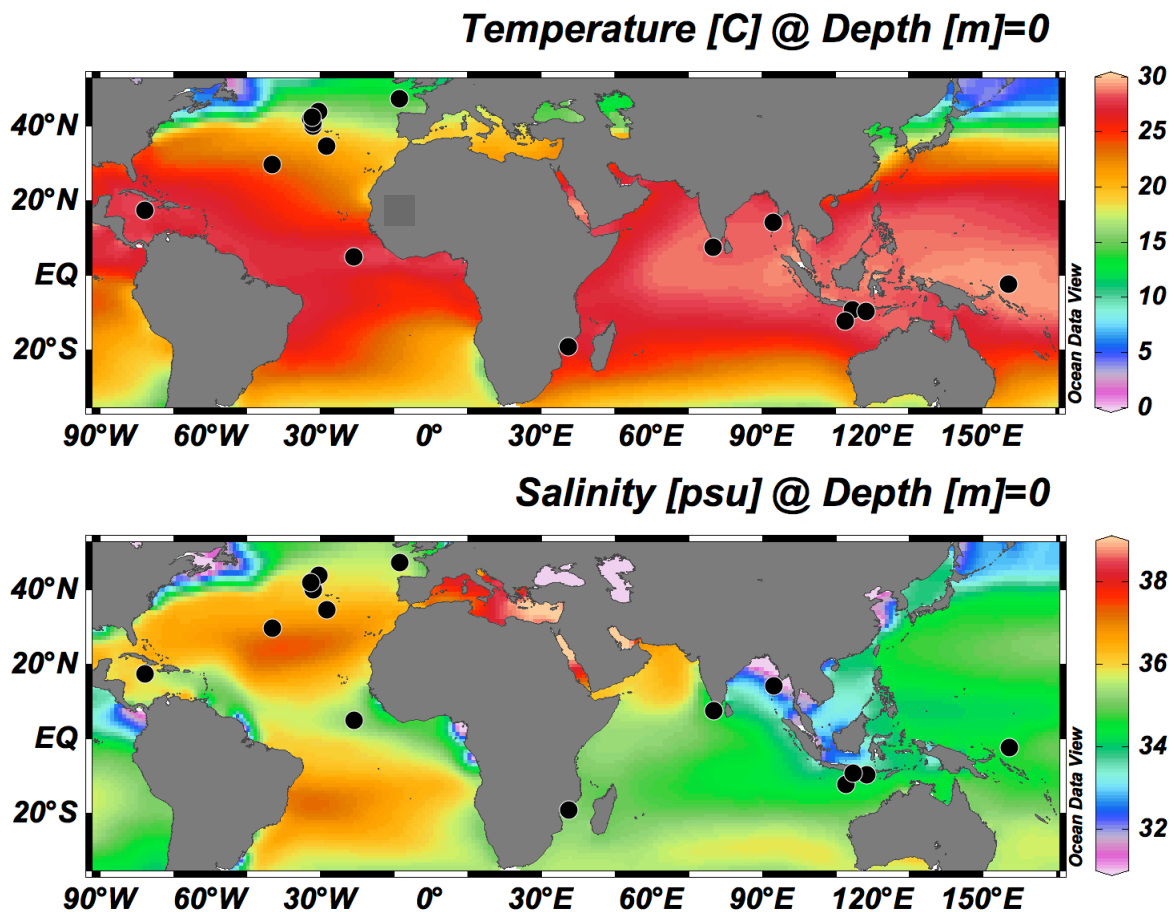 Temperature [C] @ Depth [m]=0
40°N
20°N
EQ
20°S
90°W 60°W 30°W 0° 30°E 60°E 90°E 120°E 150°E
Ocean Data View
30
25
20
15
10
5
0
Salinity [psu] @ Depth [m]=0
40°N
20°N
EQ
20°S
90°W 60°W 30°W 0° 30°E 60°E 90°E 120°E 150°E
Ocean Data View
38
36
34
32